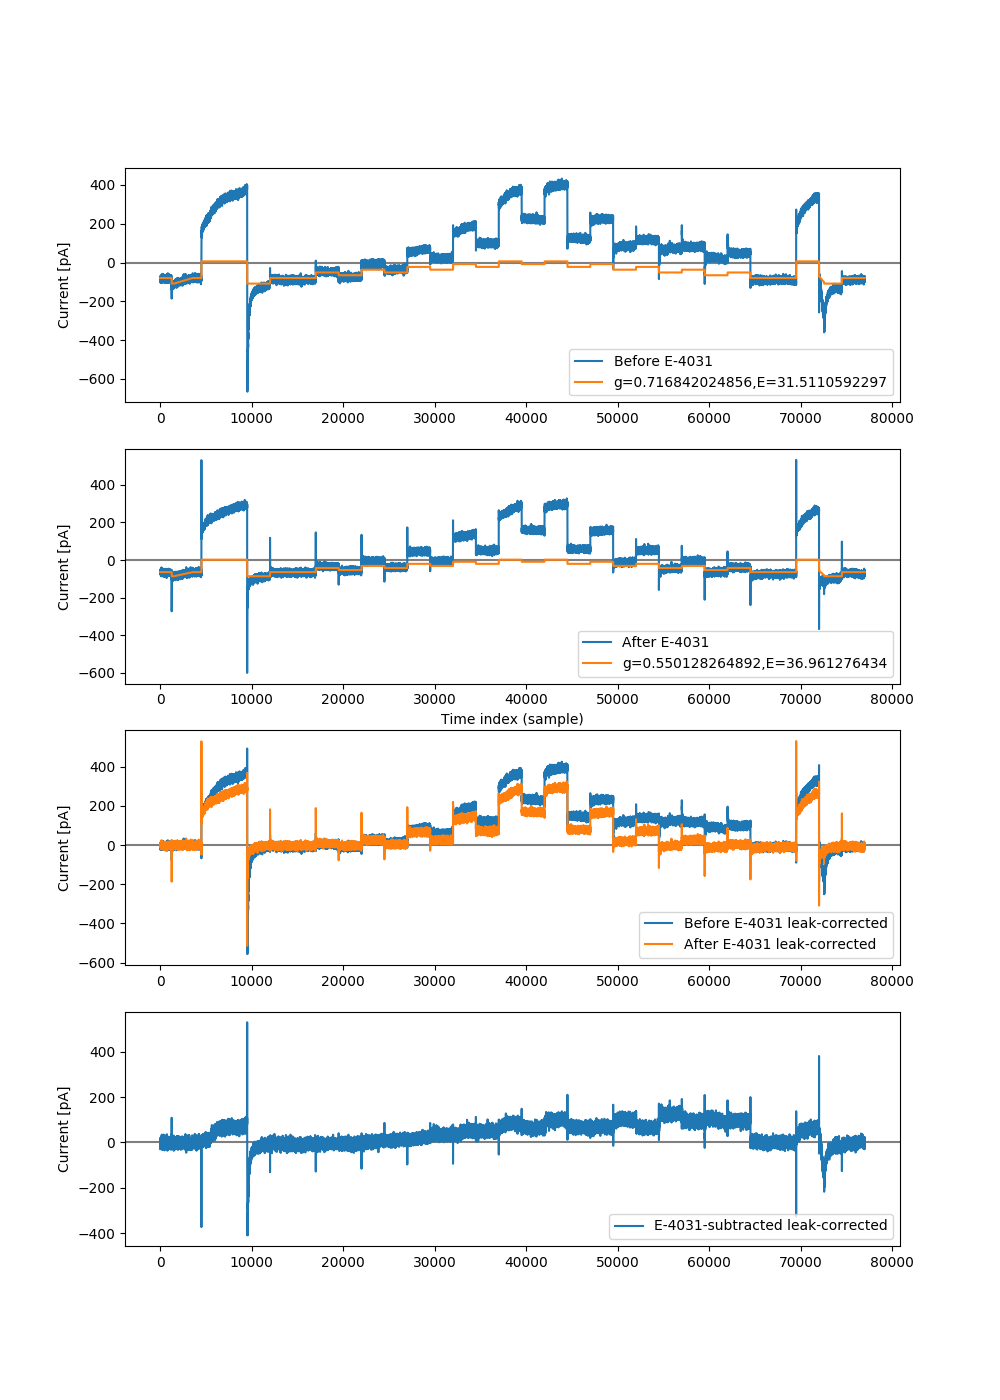 400
200
0
−200
−400
−600
Current [pA]
Before E-4031
g=0.716842024856,E=31.5110592297
0 10000 20000 30000 40000 50000 60000 70000 80000
400
200
0
−200
−400
−600
Current [pA]
After E-4031
g=0.550128264892,E=36.961276434
0 10000 20000 30000 40000 50000 60000 70000 80000
Time index (sample)
400
200
0
−200
−400
−600
Current [pA]
Before E-4031 leak-corrected
After E-4031 leak-corrected
0 10000 20000 30000 40000 50000 60000 70000 80000
400
200
0
−200
−400
Current [pA]
E-4031-subtracted leak-corrected
0 10000 20000 30000 40000 50000 60000 70000 80000